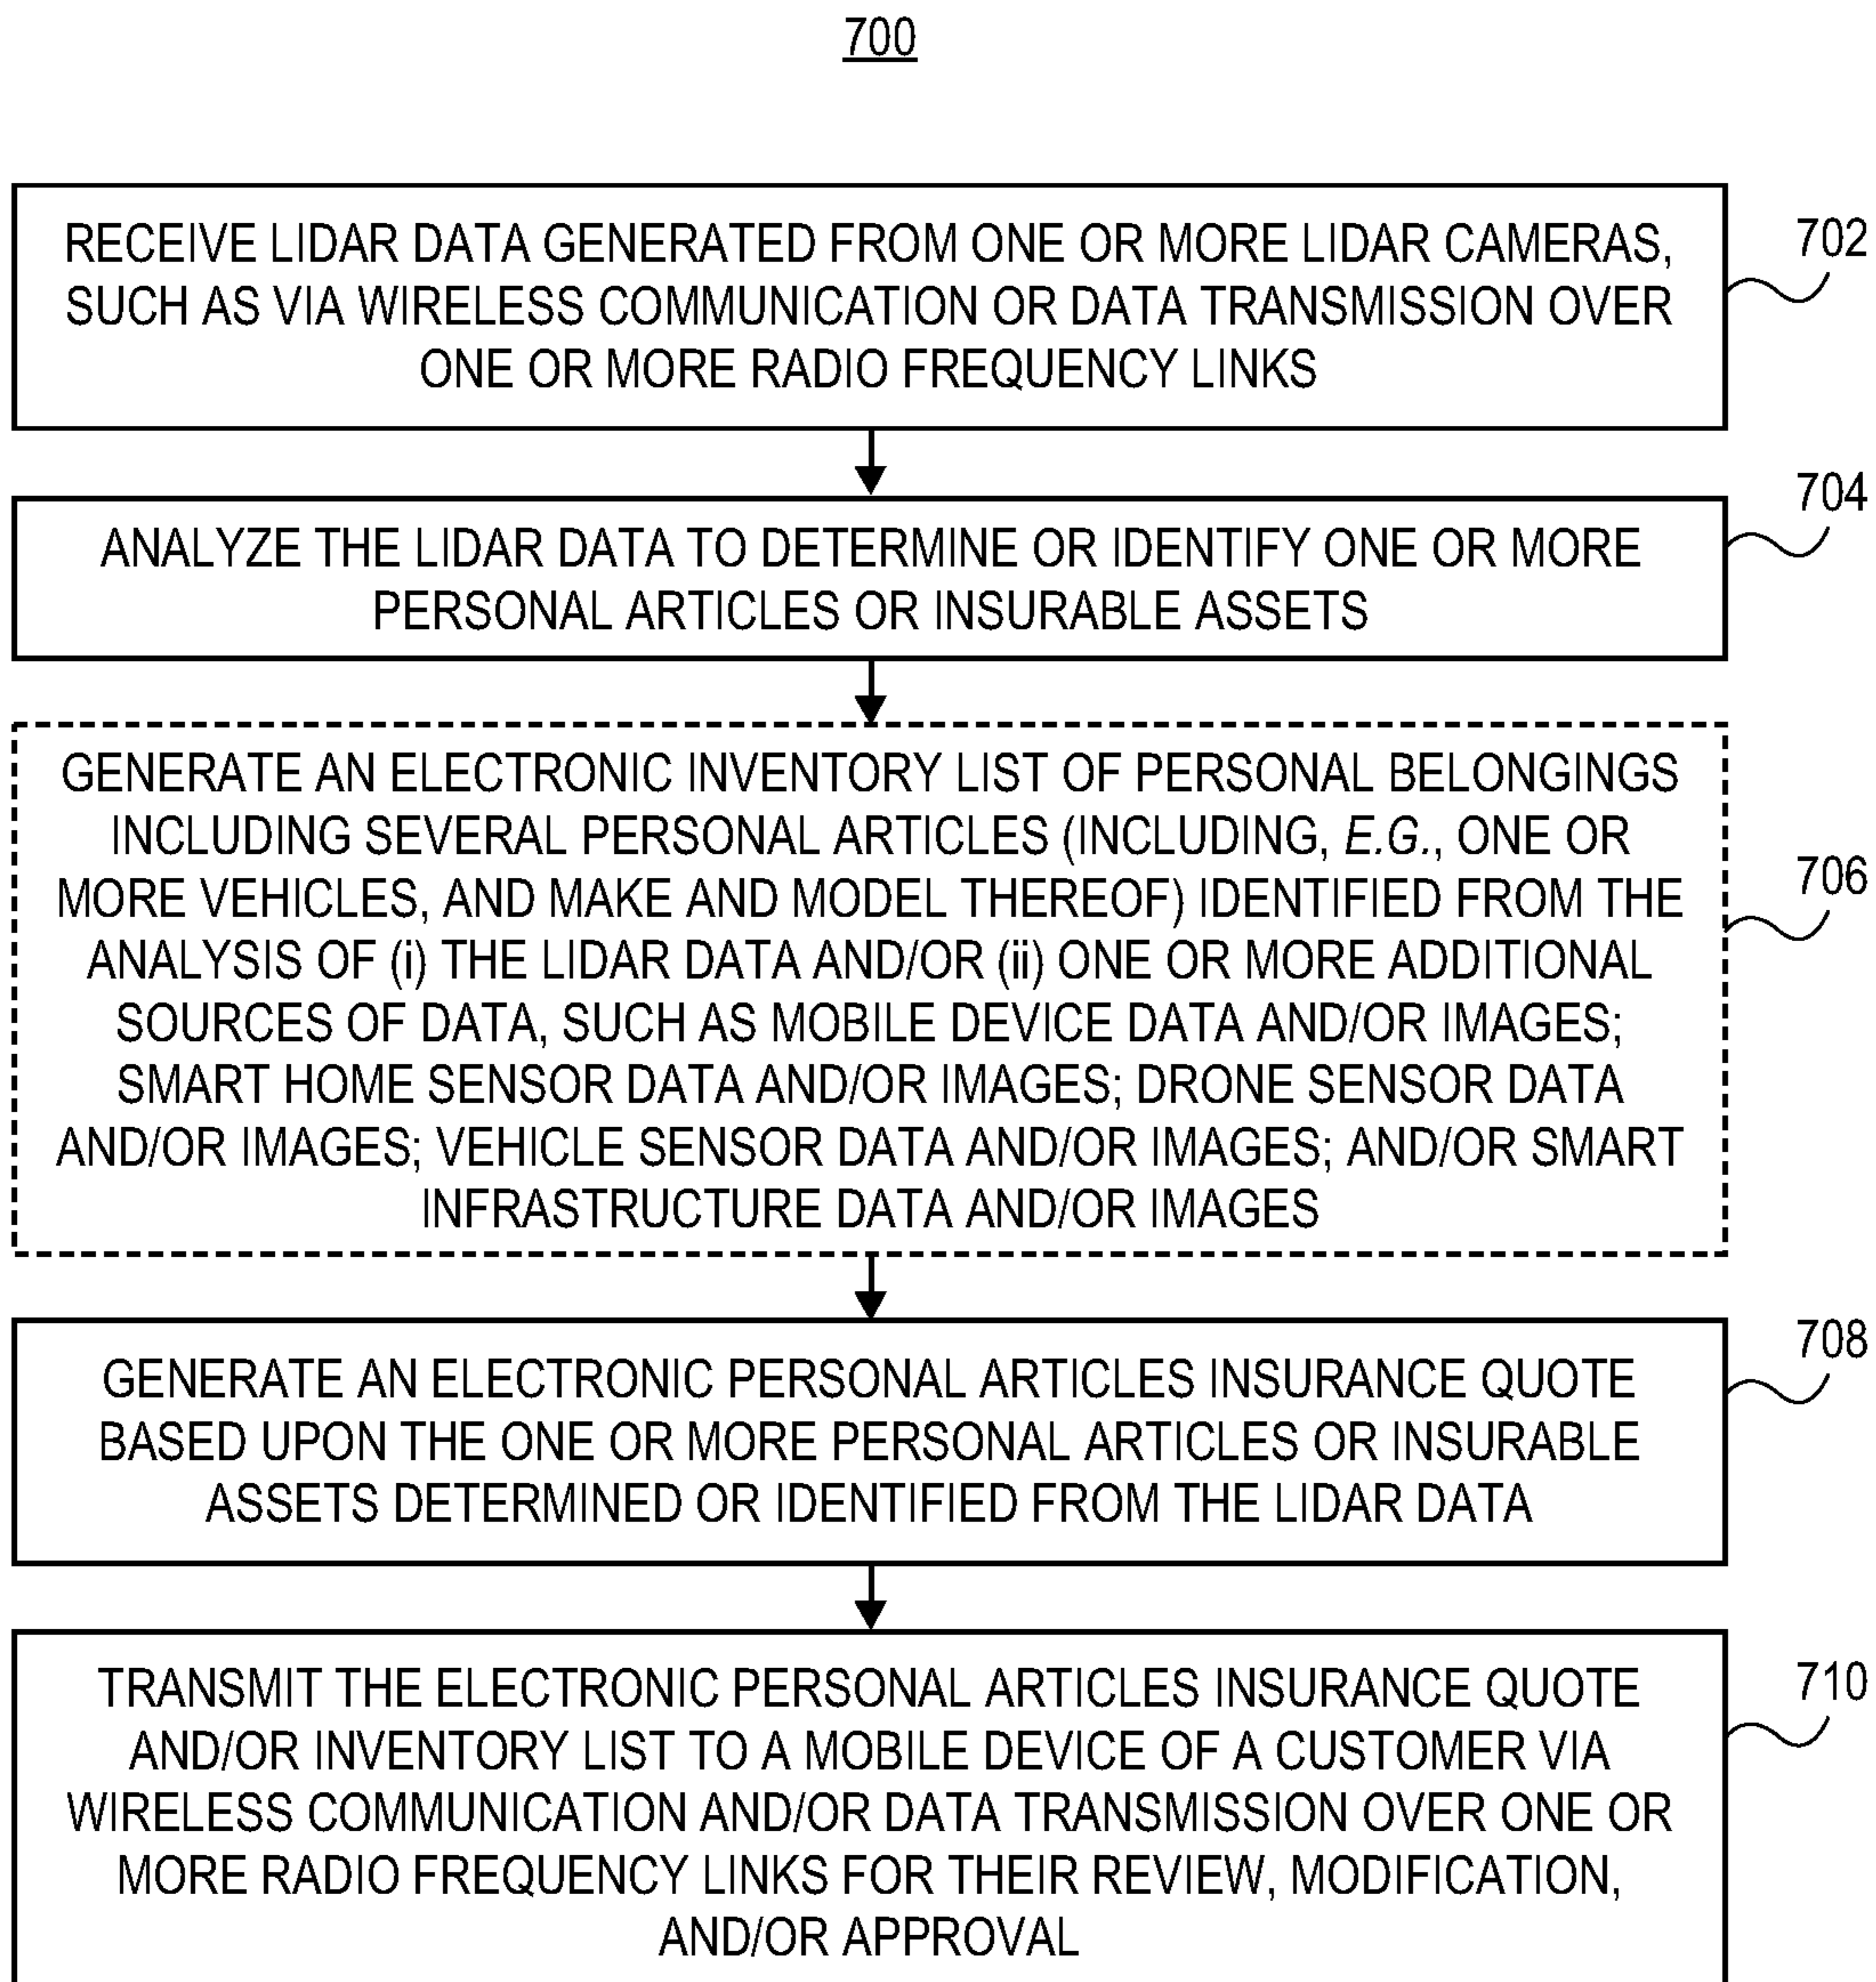 700
RECEIVE LIDAR DATA GENERATED FROM ONE OR MORE LIDAR CAMERAS,
SUCH AS VIA WIRELESS COMMUNICATION OR DATA TRANSMISSION OVER
ONE OR MORE RADIO FREQUENCY LINKS
702
ANALYZE THE LIDAR DATA TO DETERMINE OR IDENTIFY ONE OR MORE
PERSONAL ARTICLES OR INSURABLE ASSETS
704
GENERATE AN ELECTRONIC INVENTORY LIST OF PERSONAL BELONGINGS
INCLUDING SEVERAL PERSONAL ARTICLES (INCLUDING, E.G., ONE OR
MORE VEHICLES, AND MAKE AND MODEL THEREOF) IDENTIFIED FROM THE
ANALYSIS OF (i) THE LIDAR DATA AND/OR (ii) ONE OR MORE ADDITIONAL
SOURCES OF DATA, SUCH AS MOBILE DEVICE DATA AND/OR IMAGES;
SMART HOME SENSOR DATA AND/OR IMAGES; DRONE SENSOR DATA
AND/OR IMAGES; VEHICLE SENSOR DATA AND/OR IMAGES; AND/OR SMART
INFRASTRUCTURE DATA AND/OR IMAGES
706
GENERATE AN ELECTRONIC PERSONAL ARTICLES INSURANCE QUOTE
BASED UPON THE ONE OR MORE PERSONAL ARTICLES OR INSURABLE
ASSETS DETERMINED OR IDENTIFIED FROM THE LIDAR DATA
708
TRANSMIT THE ELECTRONIC PERSONAL ARTICLES INSURANCE QUOTE
AND/OR INVENTORY LIST TO A MOBILE DEVICE OF A CUSTOMER VIA
WIRELESS COMMUNICATION AND/OR DATA TRANSMISSION OVER ONE OR
MORE RADIO FREQUENCY LINKS FOR THEIR REVIEW, MODIFICATION,
AND/OR APPROVAL
710